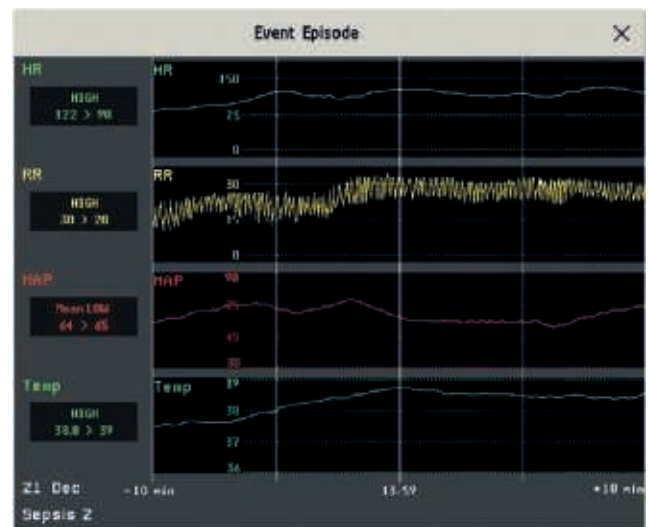 Event Episode
HR
HIGH
122 > 90
HR
150
75
0
RR
HIGH
30 > 20
RR
30
15
0
MAP
Mean LOW
64 > 65
MAP
90
75
45
30
Temp
HIGH
38.8 > 39
Temp
39
38
37
36
21 Dec
-10 min
13:59
+10 min
Sepsis 2